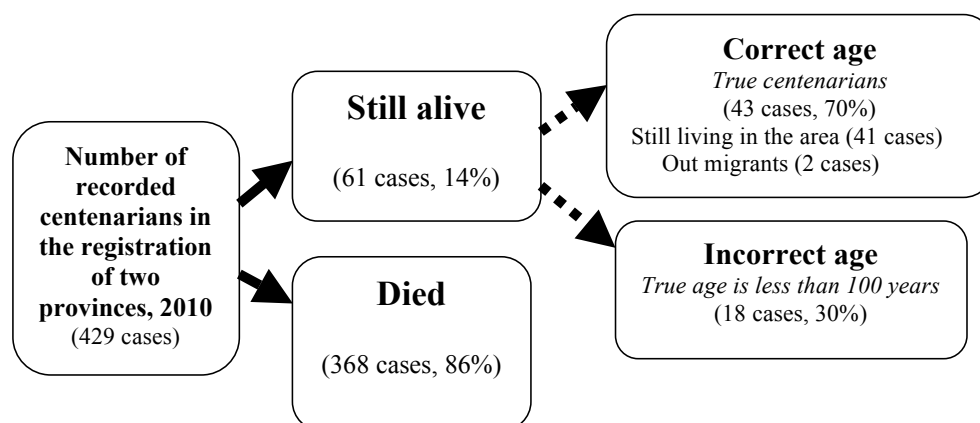 Number of
recorded
centenarians in
the registration
of two
provinces, 2010
(429 cases)
Still alive
(61 cases, 14%)
Died
(368 cases, 86%)
Correct age
True centenarians
(43 cases, 70%)
Still living in the area (41 cases)
Out migrants (2 cases)
Incorrect age
True age is less than 100 years
(18 cases, 30%)